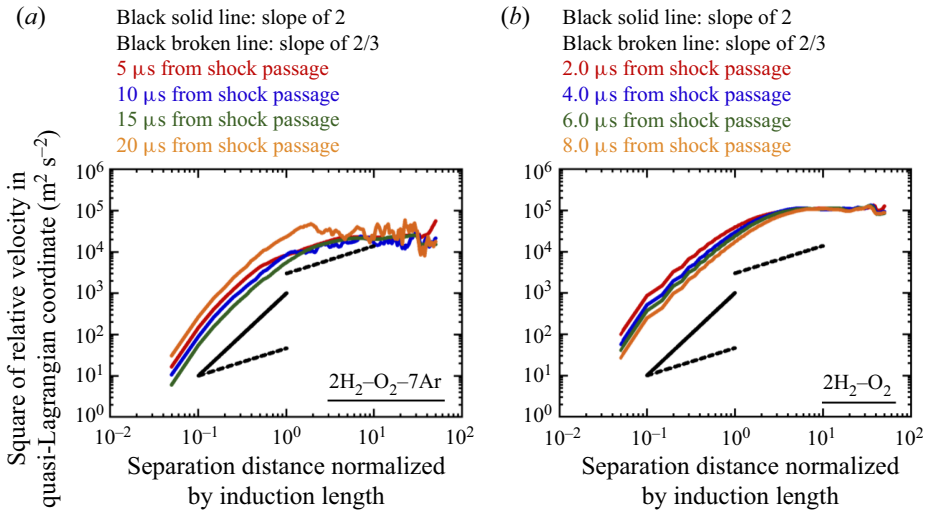 (a)
Black solid line: slope of 2
Black broken line: slope of 2/3
5 μs from shock passage
10 μs from shock passage
15 μs from shock passage
20 μs from shock passage
Square of relative velocity in
quasi-Lagrangian coordinate (m² s⁻²)
10⁶
10⁵
10⁴
10³
10²
10¹
10⁰
2H₂–O₂–7Ar
10⁻² 10⁻¹ 10⁰ 10¹ 10²
Separation distance normalized
by induction length
(b)
Black solid line: slope of 2
Black broken line: slope of 2/3
2.0 μs from shock passage
4.0 μs from shock passage
6.0 μs from shock passage
8.0 μs from shock passage
10⁶
10⁵
10⁴
10³
10²
10¹
10⁰
2H₂–O₂
10⁻² 10⁻¹ 10⁰ 10¹ 10²
Separation distance normalized
by induction length